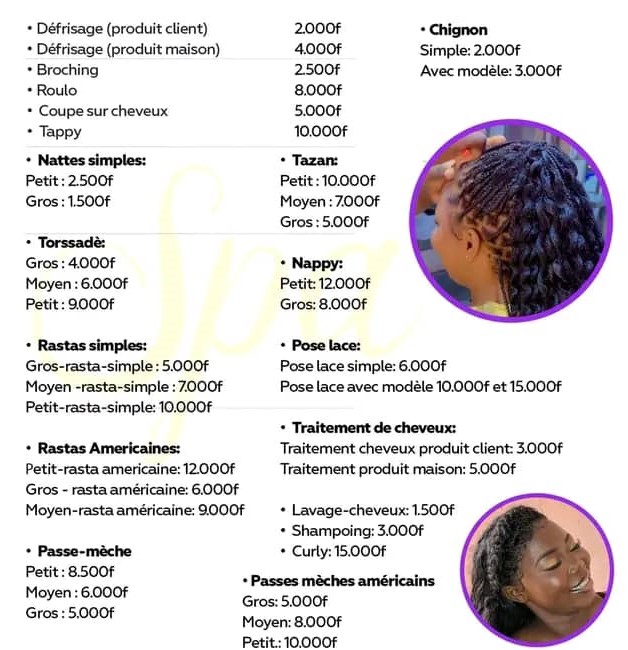 • Défrisage (produit client) 2.000f
• Défrisage (produit maison) 4.000f
• Broching 2.500f
• Roulo 8.000f
• Coupe sur cheveux 5.000f
• Tappy 10.000f
• Chignon
Simple: 2.000f
Avec modèle: 3.000f
• Nattes simples:
Petit : 2.500f
Gros : 1.500f
• Tazan:
Petit : 10.000f
Moyen : 7.000f
Gros : 5.000f
• Torssadè:
Gros : 4.000f
Moyen : 6.000f
Petit : 9.000f
• Nappy:
Petit: 12.000f
Gros: 8.000f
• Rastas simples:
Gros-rasta-simple : 5.000f
Moyen -rasta-simple : 7.000f
Petit-rasta-simple: 10.000f
• Pose lace:
Pose lace simple: 6.000f
Pose lace avec modèle 10.000f et 15.000f
• Rastas Americaines:
Petit-rasta americaine: 12.000f
Gros - rasta américaine: 6.000f
Moyen-rasta américaine: 9.000f
• Traitement de cheveux:
Traitement cheveux produit client: 3.000f
Traitement produit maison: 5.000f
• Lavage-cheveux: 1.500f
• Shampoing: 3.000f
• Curly: 15.000f
• Passe-mèche
Petit : 8.500f
Moyen : 6.000f
Gros : 5.000f
• Passes mèches américains
Gros: 5.000f
Moyen: 8.000f
Petit.: 10.000f
Spa